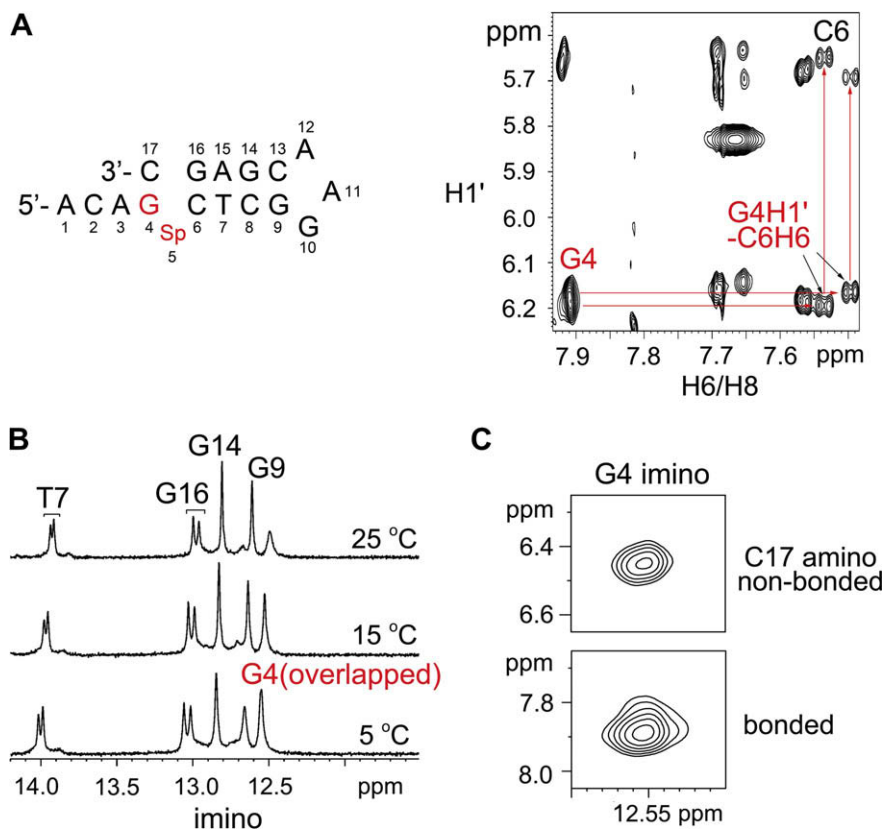 A
12
17 16 15 14 13
A
3'- C G A G C
A 11
5'- A C A G C T C G
1 2 3 4 Sp 6 7 8 9 G
5 10
ppm
C6
5.7
5.8
5.9
H1'
6.0
G4H1'
-C6H6
6.1
G4
6.2
7.9 7.8 7.7 7.6 ppm
H6/H8
B
G14
G9
T7 G16
25 °C
15 °C
G4(overlapped)
5 °C
14.0 13.5 13.0 12.5 ppm
imino
C
G4 imino
ppm
6.4
C17 amino
non-bonded
6.6
ppm
7.8
bonded
8.0
12.55 ppm